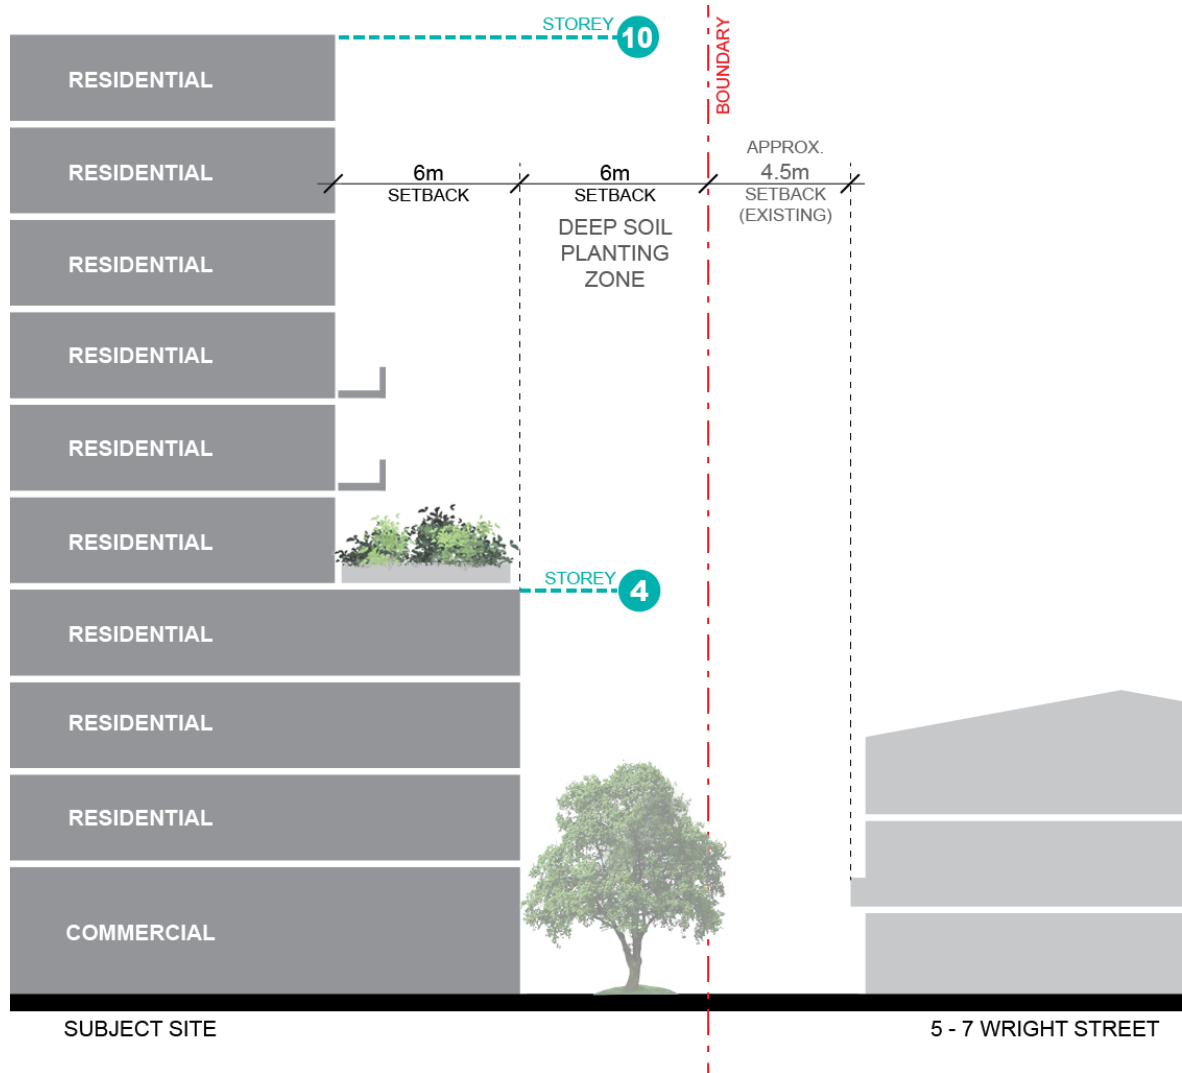 STOREY 10
BOUNDARY
RESIDENTIAL
RESIDENTIAL
6m
SETBACK
6m
SETBACK
APPROX.
4.5m
SETBACK
(EXISTING)
DEEP SOIL
PLANTING
ZONE
RESIDENTIAL
RESIDENTIAL
RESIDENTIAL
RESIDENTIAL
STOREY 4
RESIDENTIAL
RESIDENTIAL
RESIDENTIAL
COMMERCIAL
SUBJECT SITE
5 - 7 WRIGHT STREET